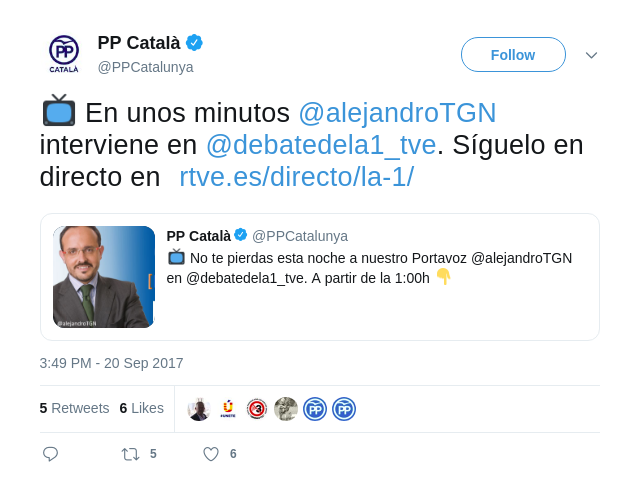 PP Català
@PPCatalunya
CATALÀ
Follow
En unos minutos @alejandroTGN
interviene en @debatedela1_tve. Síguelo en
directo en rtve.es/directo/la-1/
PP Català @PPCatalunya
No te pierdas esta noche a nuestro Portavoz @alejandroTGN
en @debatedela1_tve. A partir de la 1:00h
@alejandroTGN
3:49 PM - 20 Sep 2017
5 Retweets 6 Likes
5 6